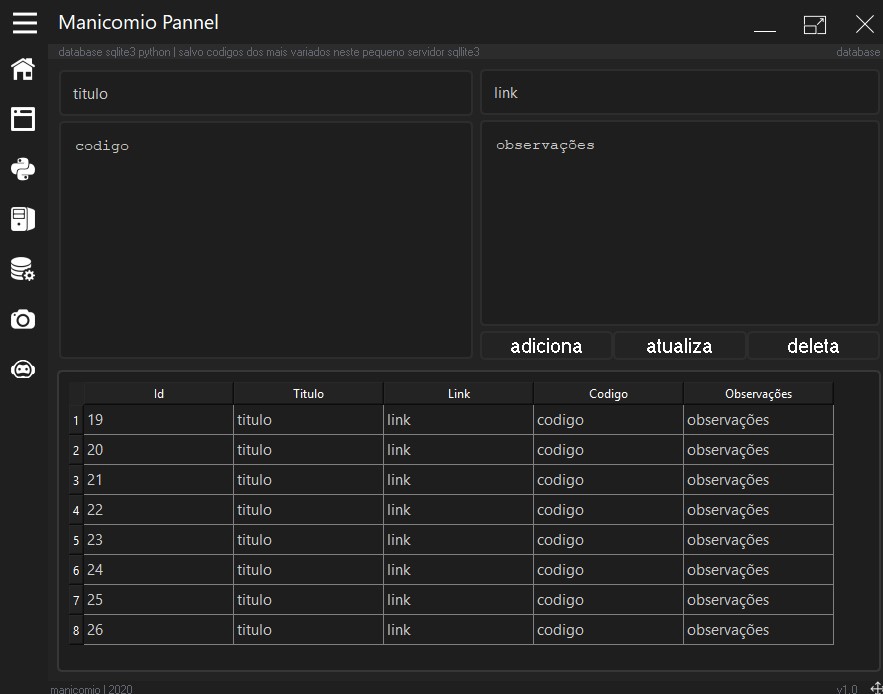 Manicomio Pannel
database sqlite3 python | salvo codigos dos mais variados neste pequeno servidor sqllite3 database
titulo link
codigo observações
adiciona atualiza deleta
Id Titulo Link Codigo Observações
1 19 titulo link codigo observações
2 20 titulo link codigo observações
3 21 titulo link codigo observações
4 22 titulo link codigo observações
5 23 titulo link codigo observações
6 24 titulo link codigo observações
7 25 titulo link codigo observações
8 26 titulo link codigo observações
manicomio | 2020 v1.0